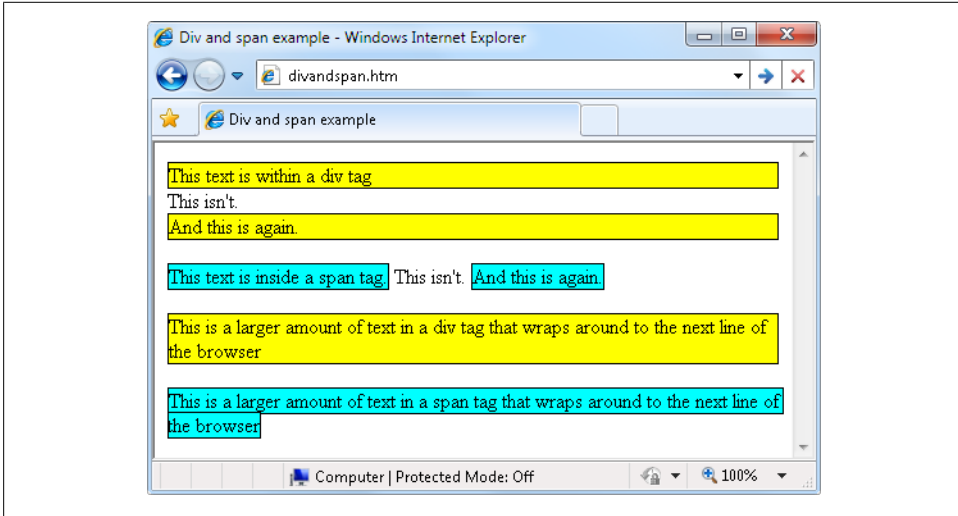 Div and span example - Windows Internet Explorer
divandspan.htm
Div and span example
This text is within a div tag
This isn't.
And this is again.
This text is inside a span tag. This isn't. And this is again.
This is a larger amount of text in a div tag that wraps around to the next line of
the browser
This is a larger amount of text in a span tag that wraps around to the next line of
the browser
Computer | Protected Mode: Off 100%